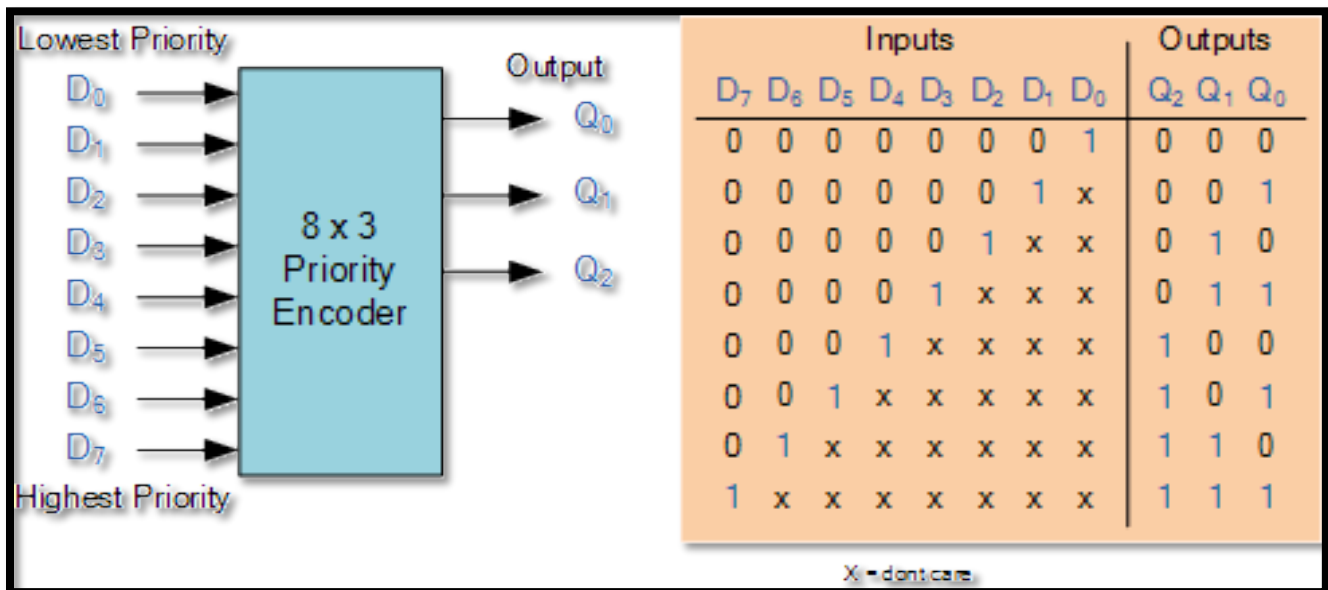 Lowest Priority
D₀
D₁
D₂
D₃
D₄
D₅
D₆
D₇
Highest Priority
8 x 3
Priority
Encoder
Output
Q₀
Q₁
Q₂
Inputs Outputs
D₇ D₆ D₅ D₄ D₃ D₂ D₁ D₀ Q₂ Q₁ Q₀
0 0 0 0 0 0 0 1 0 0 0
0 0 0 0 0 0 1 x 0 0 1
0 0 0 0 0 1 x x 0 1 0
0 0 0 0 1 x x x 0 1 1
0 0 0 1 x x x x 1 0 0
0 0 1 x x x x x 1 0 1
0 1 x x x x x x 1 1 0
1 x x x x x x x 1 1 1
X = dont care